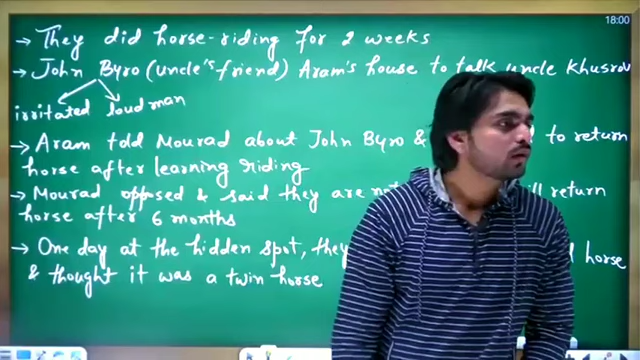 18:00
→ They did horse-riding for 2 weeks
→ John Byro (uncle's friend) Aram's house to talk uncle Khusrov
irritated loud man
→ Aram told Mourad about John Byro & to return
horse after learning riding
→ Mourad opposed & said they are return
horse after 6 months
→ One day at the hidden spot, they horse
& thought it was a twin horse